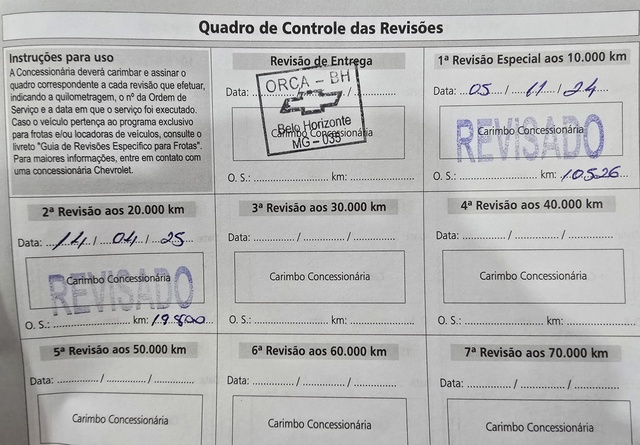 Quadro de Controle das Revisões
Instruções para uso
A Concessionária deverá carimbar e assinar o
quadro correspondente a cada revisão que efetuar,
indicando a quilometragem, o nº da Ordem de
Serviço e a data em que o serviço foi executado.
Caso o veículo pertença ao programa exclusivo
para frotas e/ou locadoras de veículos, consulte o
livreto "Guia de Revisões Específico para Frotas".
Para maiores informações, entre em contato com
uma concessionária Chevrolet.
Revisão de Entrega
Data:
ORCA – BH
Carimbo Concessionária
Belo Horizonte
MG – 035
O. S.: km:
1ª Revisão Especial aos 10.000 km
Data: 05 / 11 / 24
Carimbo Concessionária
REVISADO
O. S.: km: 10526
2ª Revisão aos 20.000 km
Data: 14 / 04 / 25
Carimbo Concessionária
REVISADO
O. S.: km: 19.800
3ª Revisão aos 30.000 km
Data: / /
Carimbo Concessionária
O. S.: km:
4ª Revisão aos 40.000 km
Data: / /
Carimbo Concessionária
O. S.: km:
5ª Revisão aos 50.000 km
Data: / /
Carimbo Concessionária
6ª Revisão aos 60.000 km
Data: / /
Carimbo Concessionária
7ª Revisão aos 70.000 km
Data: / /
Carimbo Concessionária